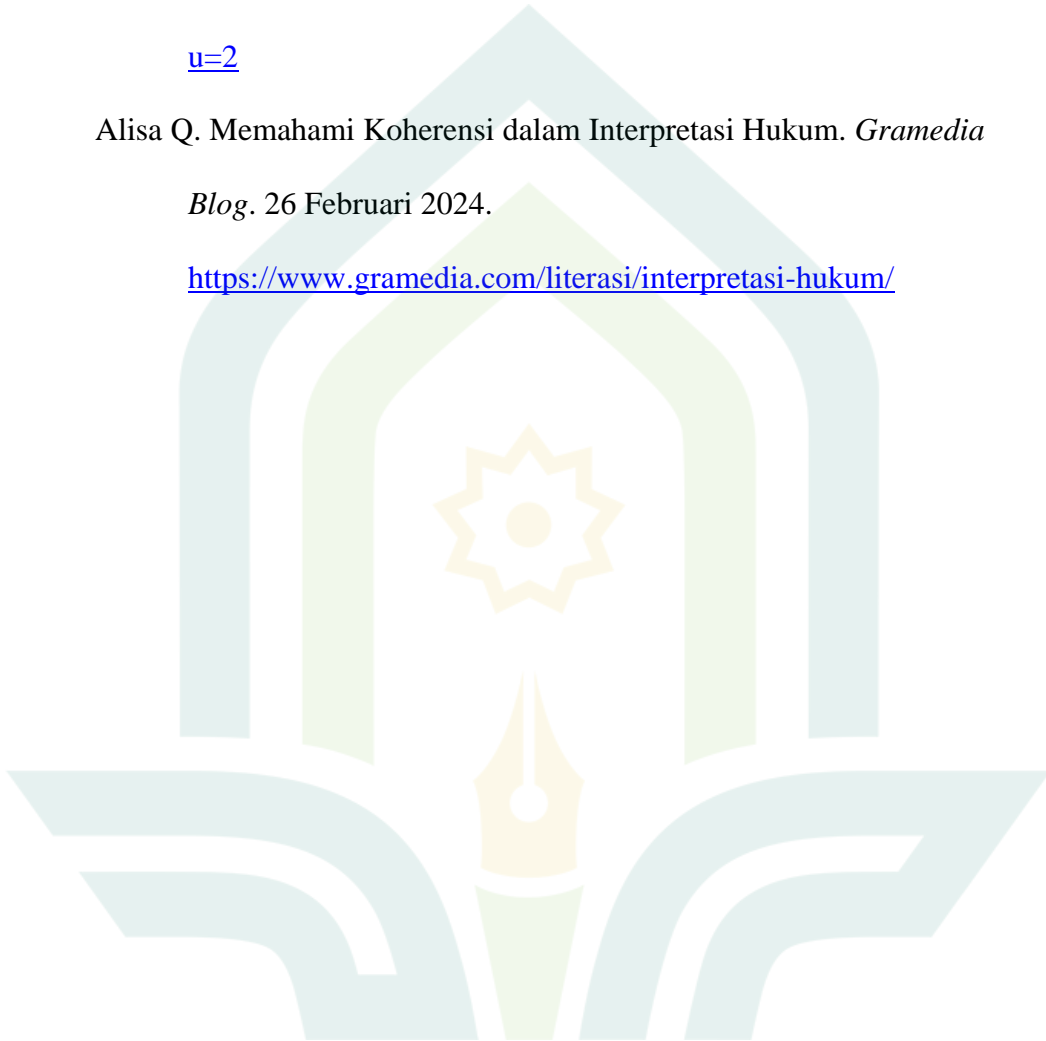 u=2
Alisa Q. Memahami Koherensi dalam Interpretasi Hukum. Gramedia
Blog. 26 Februari 2024.
https://www.gramedia.com/literasi/interpretasi-hukum/